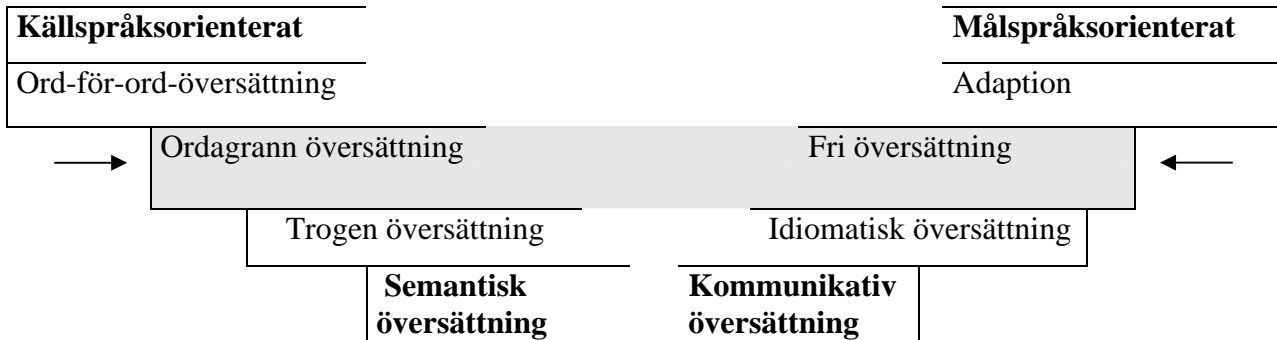 Källspråksorienterat Målspråksorienterat
Ord-för-ord-översättning Adaption
Ordagrann översättning Fri översättning
Trogen översättning Idiomatisk översättning
Semantisk Kommunikativ
översättning översättning